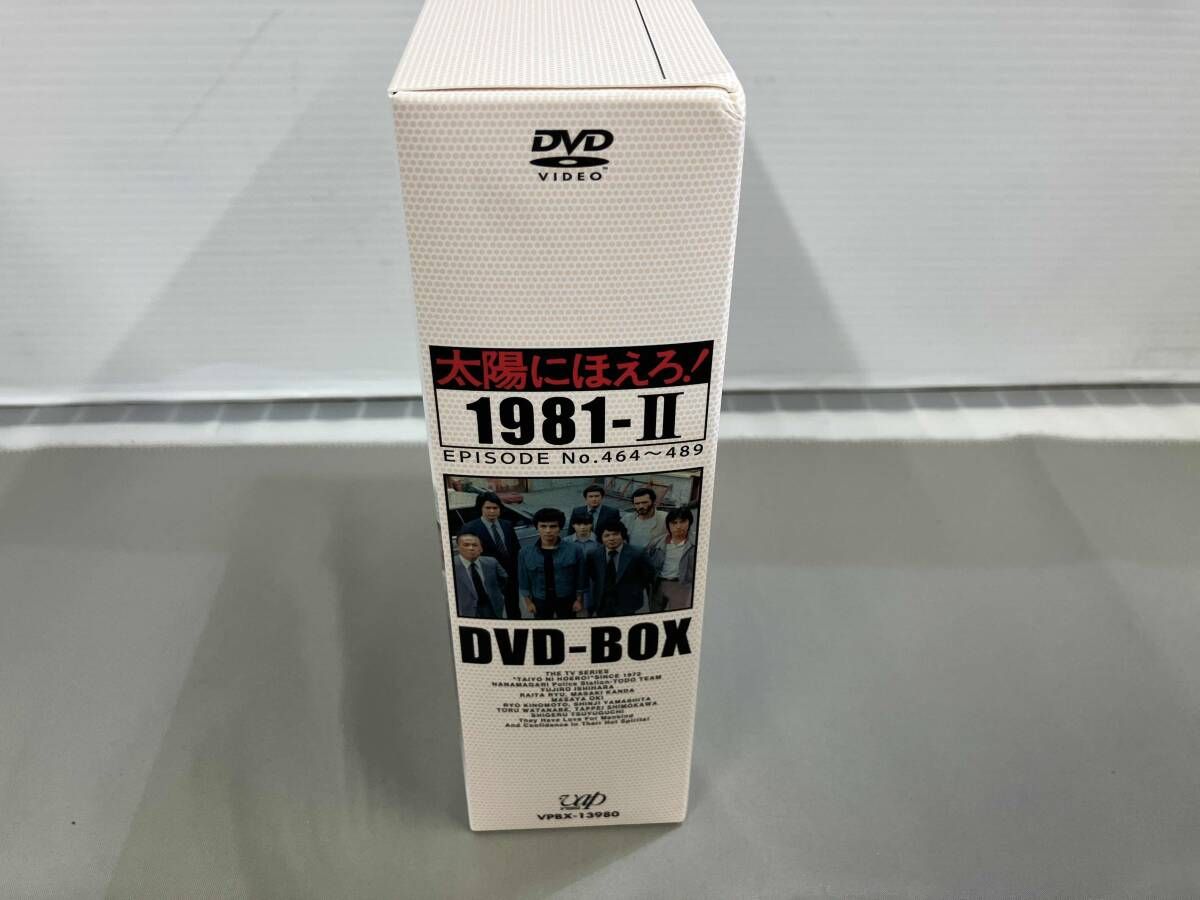 DVD
VIDEO™
太陽にほえろ!
1981-II
EPISODE No.464~489
DVD-BOX
THE TV SERIES
"TAIYO NI HOERO!" SINCE 1972
NANAMAGARI Police Station-TODO TEAM
YUJIRO ISHIHARA
RAITA RYU, MASAKI KANDA
MASAYA OKI
RYO KINOMOTO, SHINJI YAMASHITA
TORU WATANABE, TAPPEI SHIMOKAWA
SHIGERU TSUYUGUCHI
They Have Love For Mankind
And Confidence In Their Hot Spirits!
vap
VPBX-13980